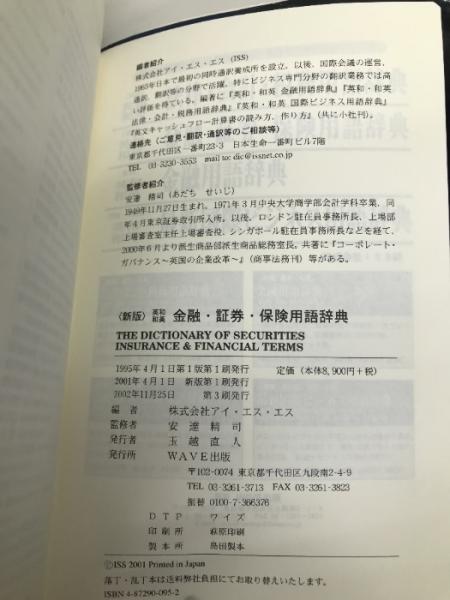 編者紹介
株式会社アイ・エス・エス (ISS)
1965年日本で最初の同時通訳養成所を設立。以後、国際会議の運営、
通訳、翻訳等の分野で活躍。特にビジネス専門分野の翻訳業務では高
い評価を得ている。編著に『英和・和英 金融用語辞典』『英和・和英
法律・会計・税務用語辞典』『英和・和英 国際ビジネス用語辞典』
『英文キャッシュフロー計算書の読み方、作り方』(共に小社刊)。
連絡先 (ご意見・翻訳・通訳等のご相談等)
東京都千代田区一番町23-3 日本生命一番町ビル7階
TEL 03-3230-3553 mail to: dic@issnet.co.jp
監修者紹介
安達 精司 (あだち せいじ)
1949年11月27日生まれ。1971年3月中央大学商学部会計学科卒業、同
年4月東京証券取引所入所。以後、ロンドン駐在員事務所長、上場部
上場審査室主任上場審査役、シンガポール駐在員事務所長などを経て、
2000年6月より派生商品部派生商品総務室長。共著に『コーポレート・
ガバナンス〜英国の企業改革〜』(商事法務刊) 等がある。
〈新版〉 英和 和英 金融・証券・保険用語辞典
THE DICTIONARY OF SECURITIES
INSURANCE & FINANCIAL TERMS
1995年4月1日第1版第1刷発行 定価 (本体8,900円+税)
2001年4月1日 新版第1刷発行
2002年11月25日 第3刷発行
編者 株式会社アイ・エス・エス
監修者 安達精司
発行者 玉越直人
発行所 WAVE出版
〒102-0074 東京都千代田区九段南2-4-9
TEL 03-3261-3713 FAX 03-3261-3823
振替 0100-7-366376
DTP ワイズ
印刷所 萩原印刷
製本所 島田製本
©ISS 2001 Printed in Japan
落丁・乱丁本は送料弊社負担にてお取り替えいたします。
ISBN 4-87290-095-2